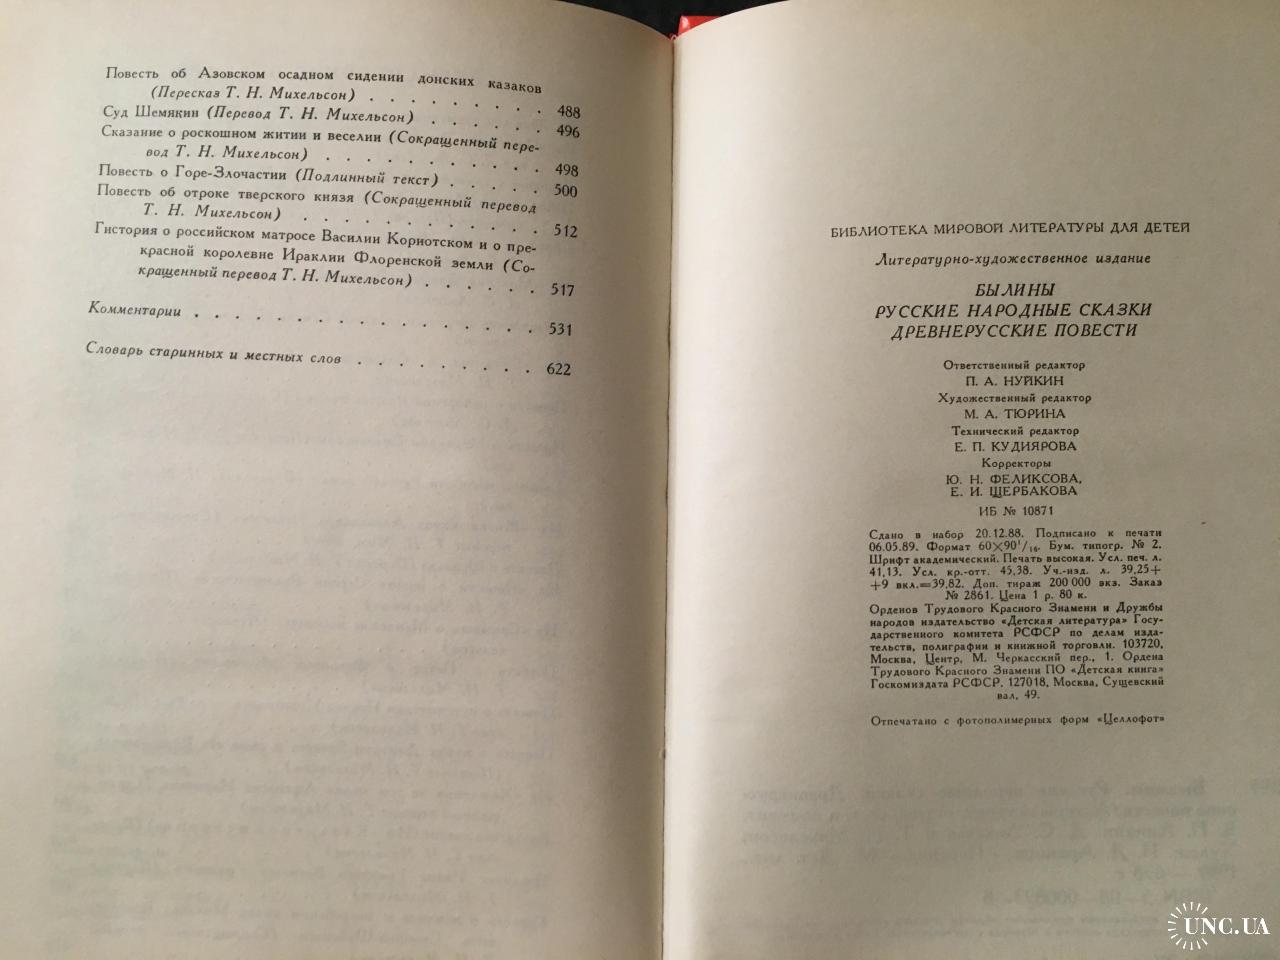 Повесть об Азовском осадном сидении донских казаков
(Пересказ Т. Н. Михельсон) . . . . . . . . . 488
Суд Шемякин (Перевод Т. Н. Михельсон) . . . . . . 496
Сказание о роскошном житии и веселии (Сокращенный пере-
вод Т. Н. Михельсон) . . . . . . . . . . . 498
Повесть о Горе-Злочастии (Подлинный текст) . . . . . 500
Повесть об отроке тверского князя (Сокращенный перевод
Т. Н. Михельсон) . . . . . . . . . . . . 512
Гистория о российском матросе Василии Кориотском и о пре-
красной королевне Ираклии Флоренской земли (Со-
кращенный перевод Т. Н. Михельсон) . . . . . . 517
Комментарии . . . . . . . . . . . . . . . . . 531
Словарь старинных и местных слов . . . . . . . . . 622
БИБЛИОТЕКА МИРОВОЙ ЛИТЕРАТУРЫ ДЛЯ ДЕТЕЙ
Литературно-художественное издание
БЫЛИНЫ
РУССКИЕ НАРОДНЫЕ СКАЗКИ
ДРЕВНЕРУССКИЕ ПОВЕСТИ
Ответственный редактор
П. А. НУЙКИН
Художественный редактор
М. А. ТЮРИНА
Технический редактор
Е. П. КУДИЯРОВА
Корректоры
Ю. Н. ФЕЛИКСОВА,
Е. И. ЩЕРБАКОВА
ИБ № 10871
Сдано в набор 20.12.88. Подписано к печати
06.05.89. Формат 60×90¹/₁₆. Бум. типогр. № 2.
Шрифт академический. Печать высокая. Усл. печ. л.
41,13. Усл. кр.-отт. 45,38. Уч.-изд. л. 39,25+
+9 вкл.=39,82. Доп. тираж 200 000 экз. Заказ
№ 2861. Цена 1 р. 80 к.
Орденов Трудового Красного Знамени и Дружбы
народов издательство «Детская литература» Госу-
дарственного комитета РСФСР по делам изда-
тельств, полиграфии и книжной торговли. 103720,
Москва, Центр, М. Черкасский пер., 1. Ордена
Трудового Красного Знамени ПО «Детская книга»
Госкомиздата РСФСР. 127018, Москва, Сущевский
вал, 49.
Отпечатано с фотополимерных форм «Целлофот»
UNC.UA